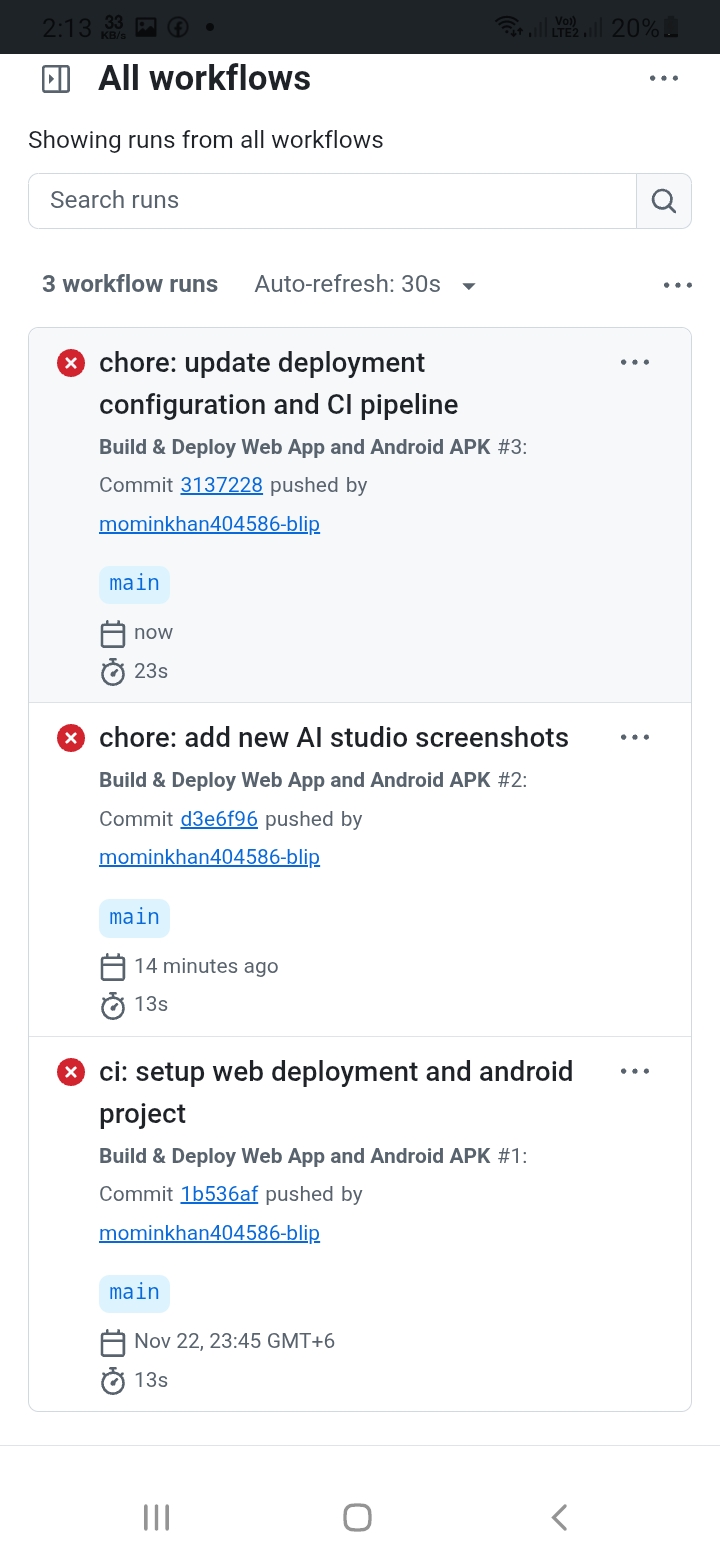 2:13 33 KB/s Vo)) LTE2 20%
All workflows
Showing runs from all workflows
Search runs
3 workflow runs Auto-refresh: 30s
chore: update deployment
configuration and CI pipeline
Build & Deploy Web App and Android APK #3:
Commit 3137228 pushed by
mominkhan404586-blip
main
now
23s
chore: add new AI studio screenshots
Build & Deploy Web App and Android APK #2:
Commit d3e6f96 pushed by
mominkhan404586-blip
main
14 minutes ago
13s
ci: setup web deployment and android
project
Build & Deploy Web App and Android APK #1:
Commit 1b536af pushed by
mominkhan404586-blip
main
Nov 22, 23:45 GMT+6
13s